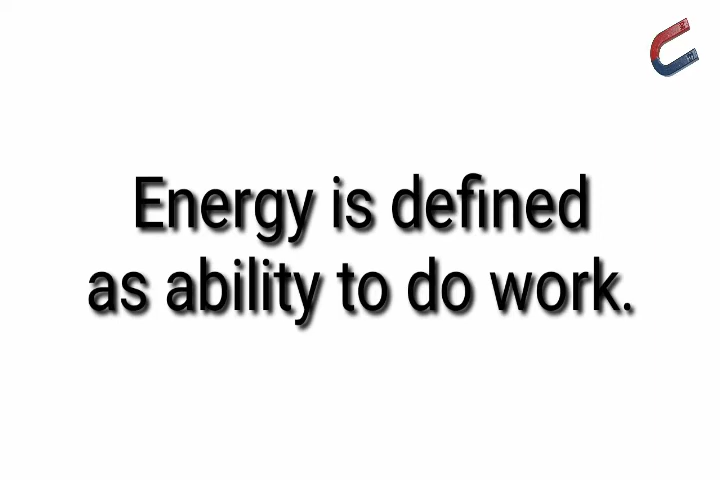 Energy is defined
as ability to do work.